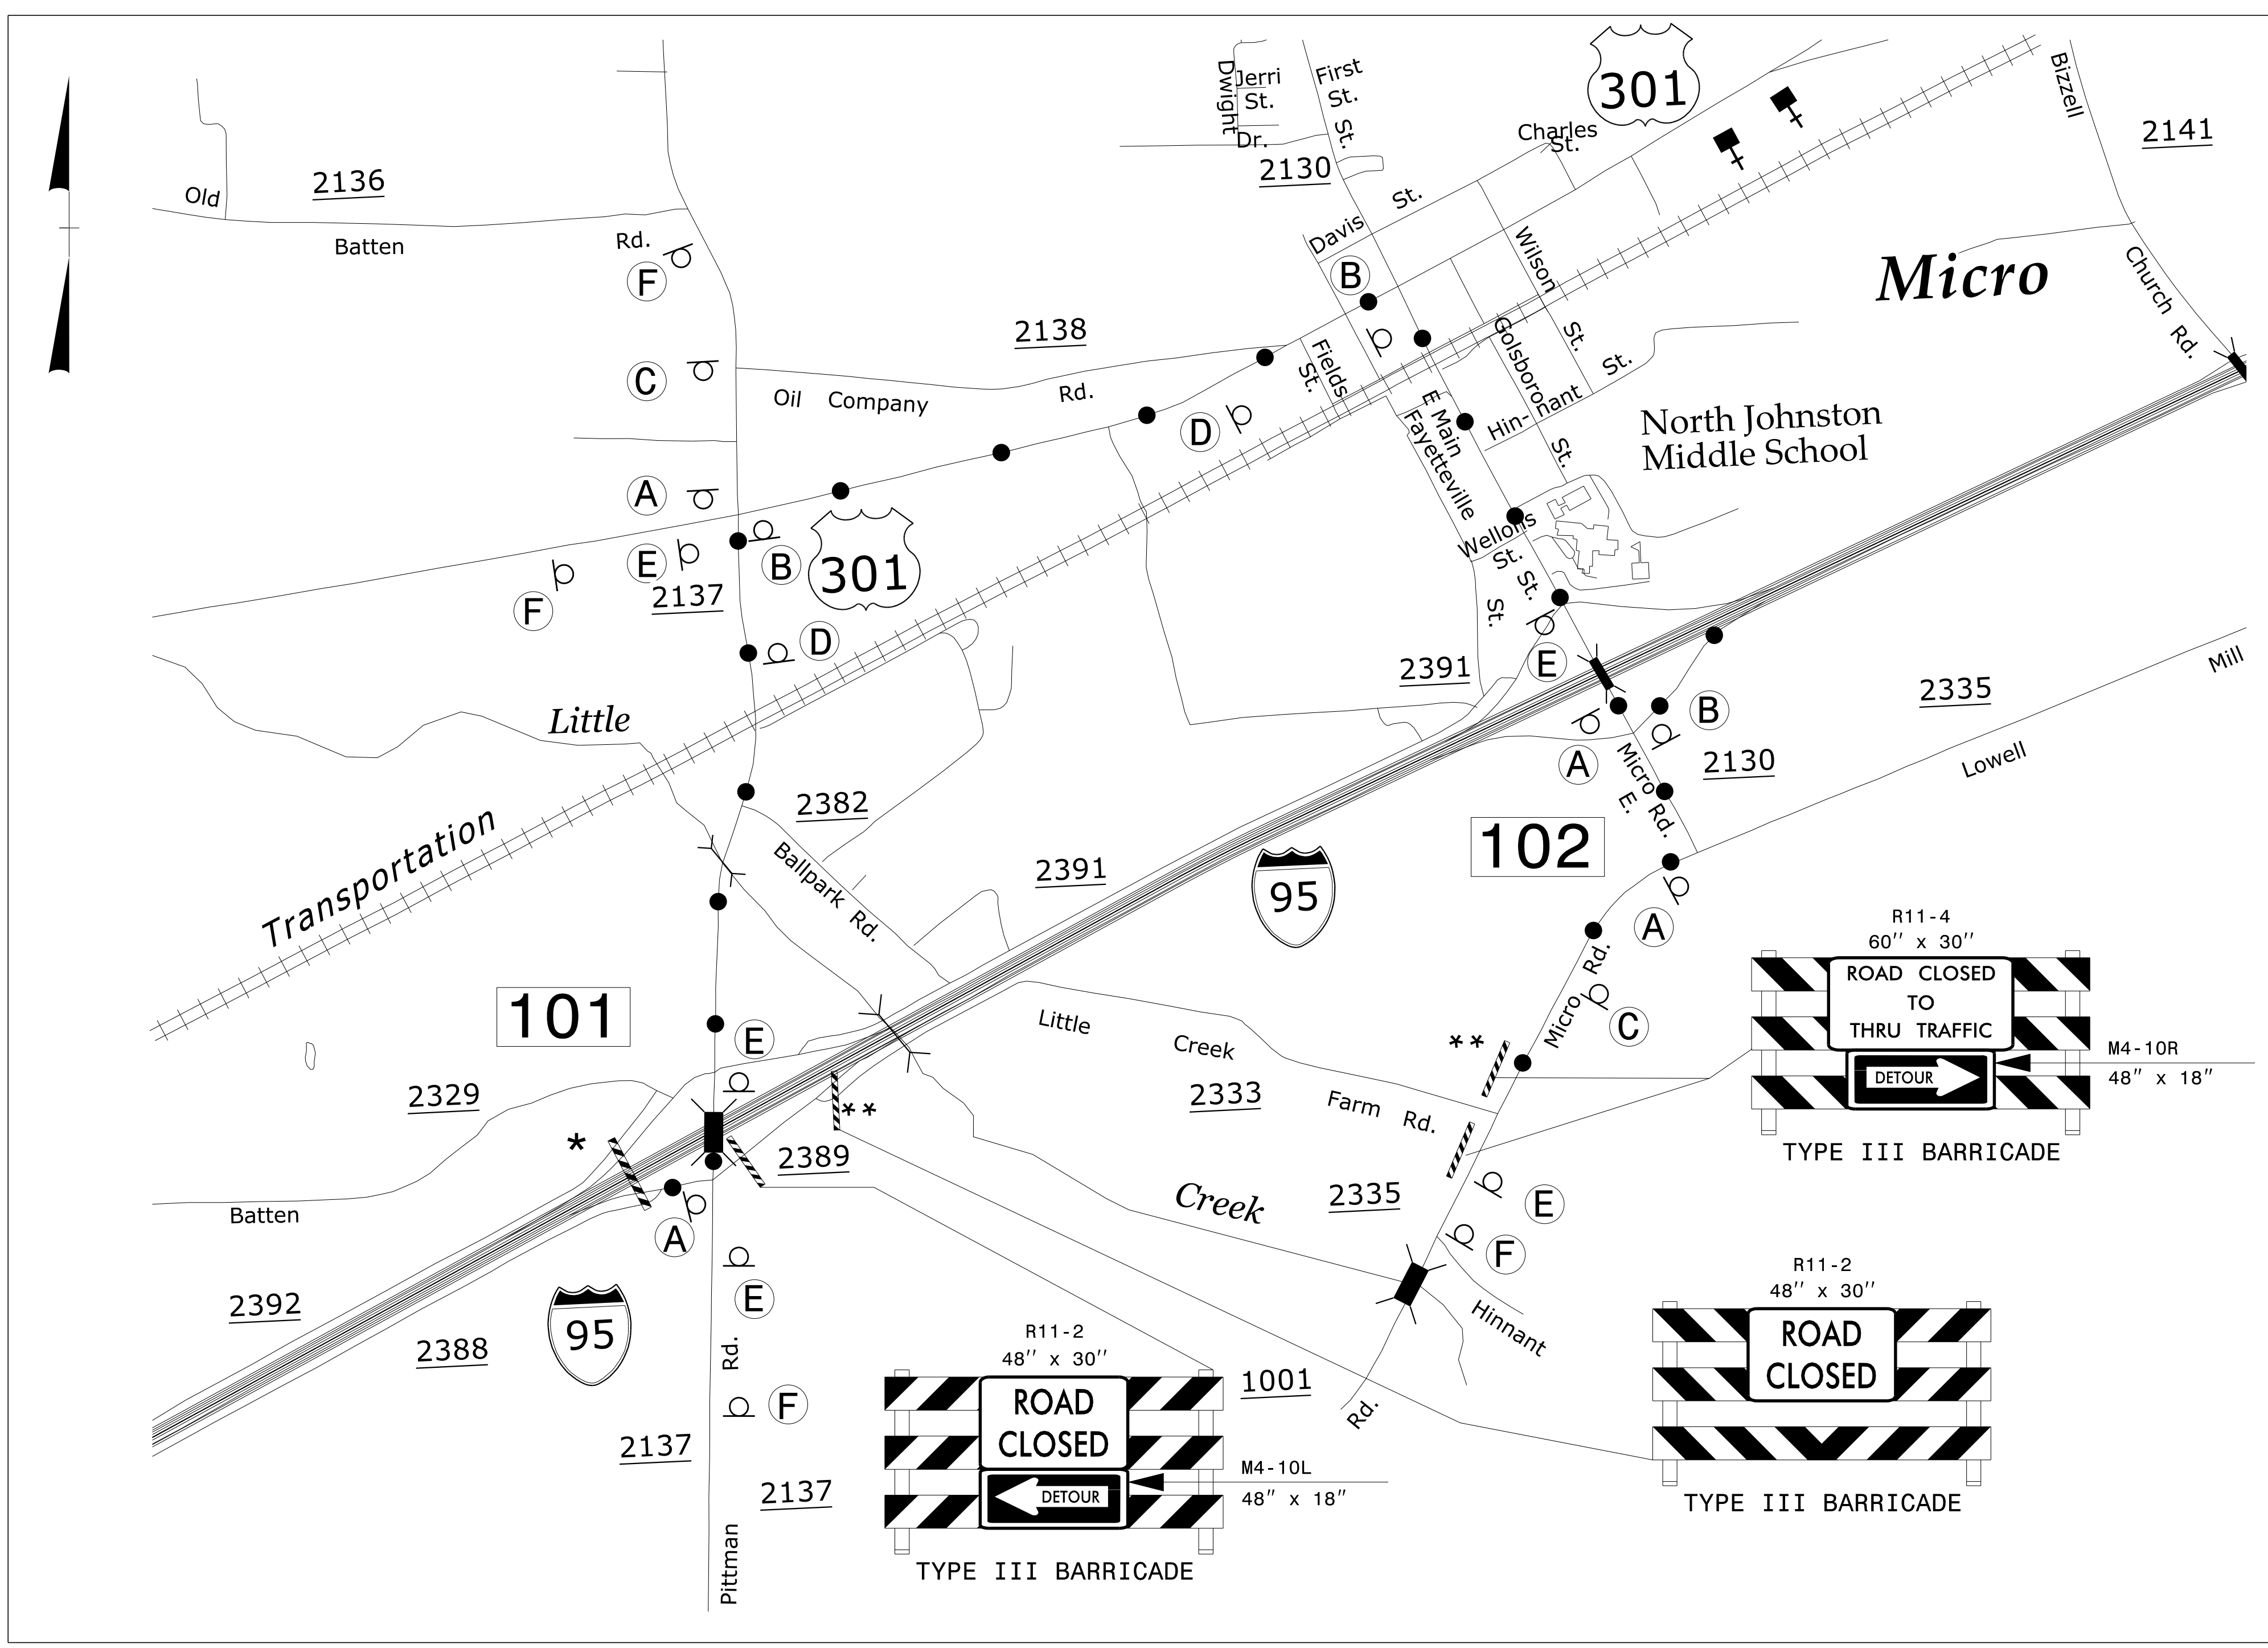 Jerri
St.
Dwight
Dr.
First
St.
St.
301
Charles
St.
Bizzell
2141
2136
Old
Batten
Rd.
F
2130
Davis
St.
B
Wilson
St.
Micro
Church
Rd.
2138
C
Oil Company Rd.
Fields
St.
Golsboro
St.
Hin-
nant
St.
E Main
St.
Fayetteville
St.
North Johnston
Middle School
D
A
E
B
301
F
2137
D
Wellons
St.
2391
E
B
2335
Mill
Lowell
Little
A
2130
Micro Rd.
E.
2382
Transportation
Ballpark Rd.
2391
102
95
A
R11-4
60" x 30"
ROAD CLOSED
TO
THRU TRAFFIC
DETOUR
M4-10R
48" x 18"
TYPE III BARRICADE
101
E
Little Creek
Farm Rd.
Micro
Rd.
C
**
2329
2333
*
**
2389
Batten
A
Creek
2335
E
F
Hinnant
Rd.
2392
2388
95
E
Rd.
F
2137
2137
Pittman
R11-2
48" x 30"
ROAD
CLOSED
DETOUR
1001
M4-10L
48" x 18"
TYPE III BARRICADE
R11-2
48" x 30"
ROAD
CLOSED
TYPE III BARRICADE